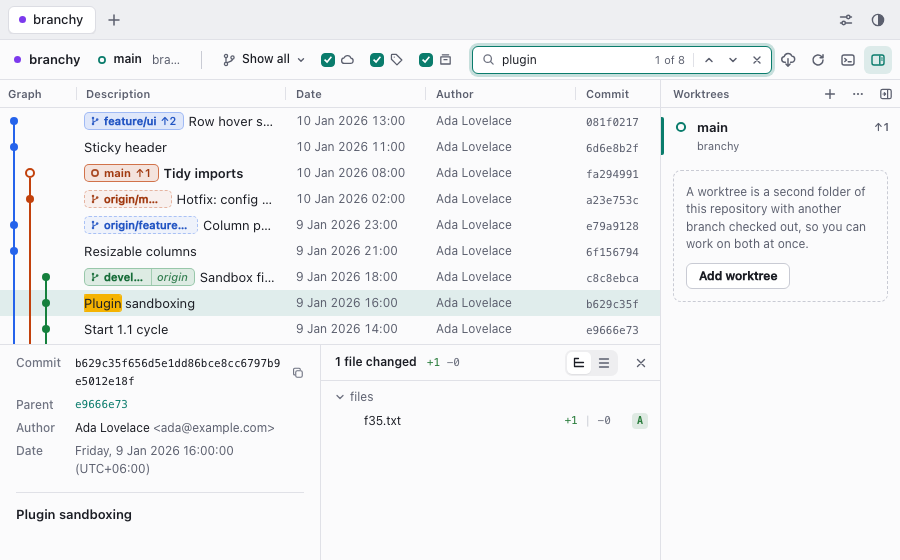 branchy
branchy main bra... Show all plugin 1 of 8
Graph Description Date Author Commit Worktrees
feature/ui ↑2 Row hover s... 10 Jan 2026 13:00 Ada Lovelace 081f0217
Sticky header 10 Jan 2026 11:00 Ada Lovelace 6d6e8b2f
main ↑1 Tidy imports 10 Jan 2026 08:00 Ada Lovelace fa294991
origin/m... Hotfix: config ... 10 Jan 2026 02:00 Ada Lovelace a23e753c
origin/feature... Column p... 9 Jan 2026 23:00 Ada Lovelace e79a9128
Resizable columns 9 Jan 2026 21:00 Ada Lovelace 6f156794
devel... origin Sandbox fi... 9 Jan 2026 18:00 Ada Lovelace c8c8ebca
Plugin sandboxing 9 Jan 2026 16:00 Ada Lovelace b629c35f
Start 1.1 cycle 9 Jan 2026 14:00 Ada Lovelace e9666e73
main ↑1
branchy
A worktree is a second folder of
this repository with another
branch checked out, so you can
work on both at once.
Add worktree
Commit b629c35f656d5e1dd86bce8cc6797b9
e5012e18f
Parent e9666e73
Author Ada Lovelace <ada@example.com>
Date Friday, 9 Jan 2026 16:00:00
(UTC+06:00)
Plugin sandboxing
1 file changed +1 −0
files
f35.txt +1 −0 A